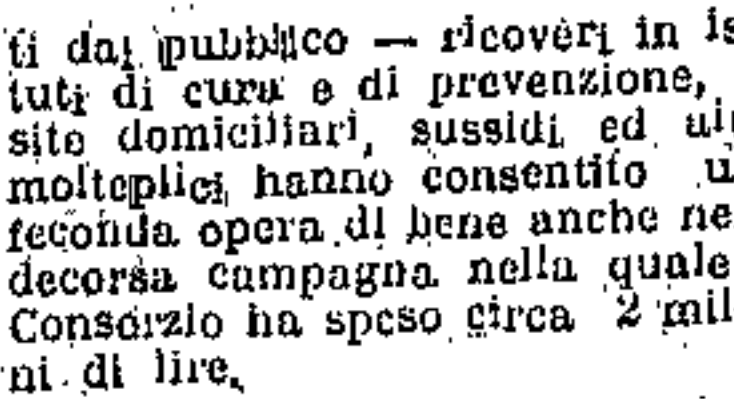 ti dal pubblico — ricoveri in is
tuti di cura e di prevenzione,
site domiciliari, sussidi ed aiu
molteplici hanno consentito u
feconda opera di bene anche ne
decorsa campagna nella quale
Consorzio ha speso circa 2 mil
ni di lire.